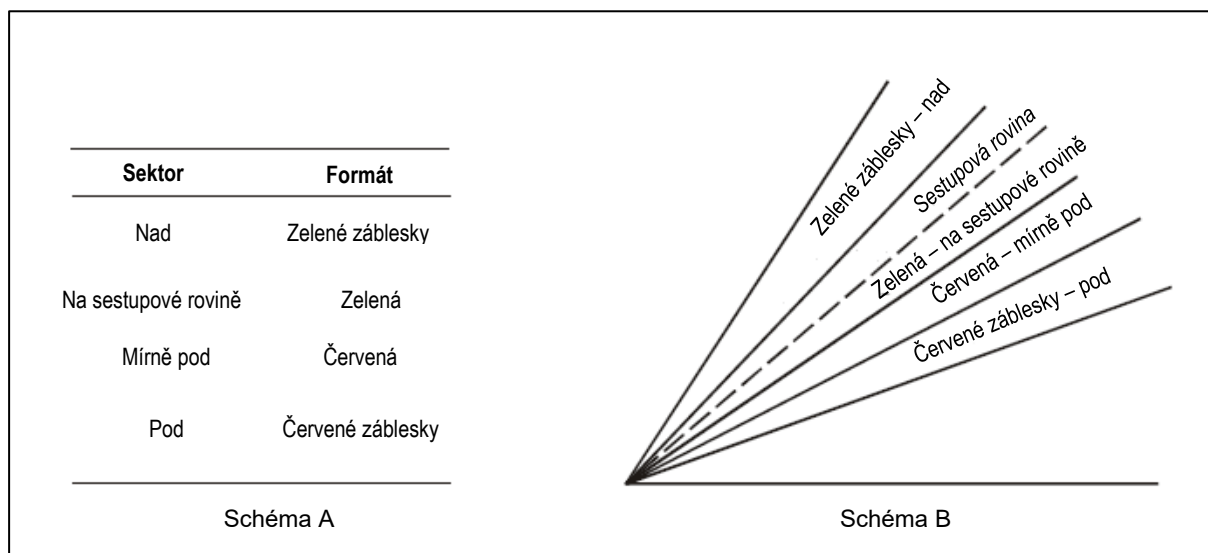 Sektor Formát
Nad Zelené záblesky
Na sestupové rovině Zelená
Mírně pod Červená
Pod Červené záblesky
Schéma A
Zelené záblesky – nad
Sestupová rovina
Zelená – na sestupové rovině
Červená – mírně pod
Červené záblesky – pod
Schéma B